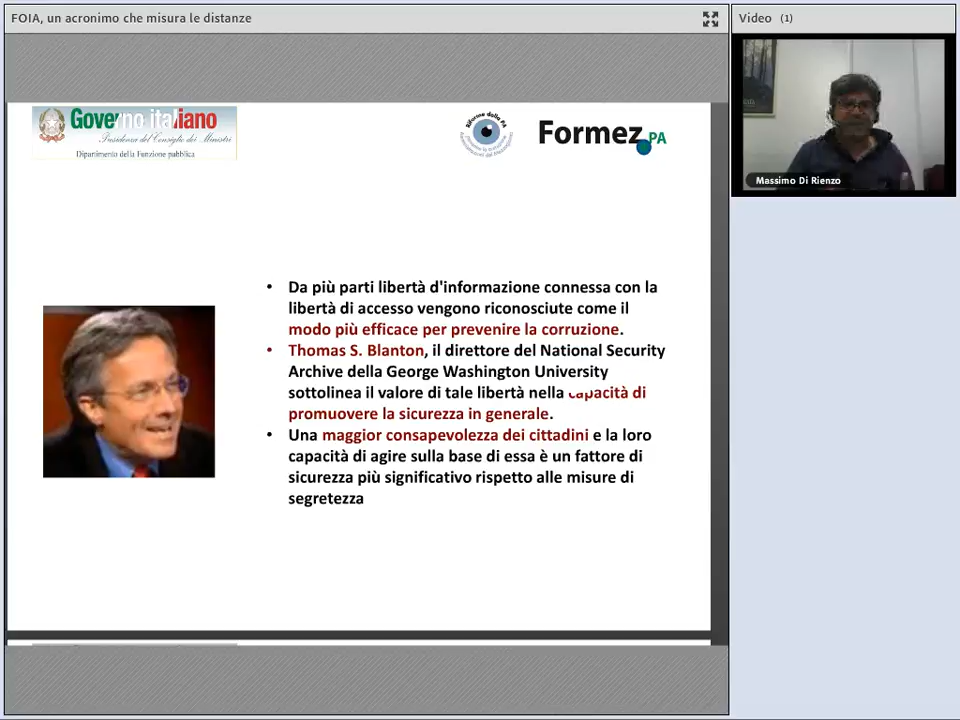 FOIA, un acronimo che misura le distanze
Video (1)
Governo italiano
Presidenza del Consiglio dei Ministri
Dipartimento della Funzione pubblica
Riforme della PA
Formez PA
Massimo Di Rienzo
• Da più parti libertà d'informazione connessa con la
libertà di accesso vengono riconosciute come il
modo più efficace per prevenire la corruzione.
• Thomas S. Blanton, il direttore del National Security
Archive della George Washington University
sottolinea il valore di tale libertà nella capacità di
promuovere la sicurezza in generale.
• Una maggior consapevolezza dei cittadini e la loro
capacità di agire sulla base di essa è un fattore di
sicurezza più significativo rispetto alle misure di
segretezza